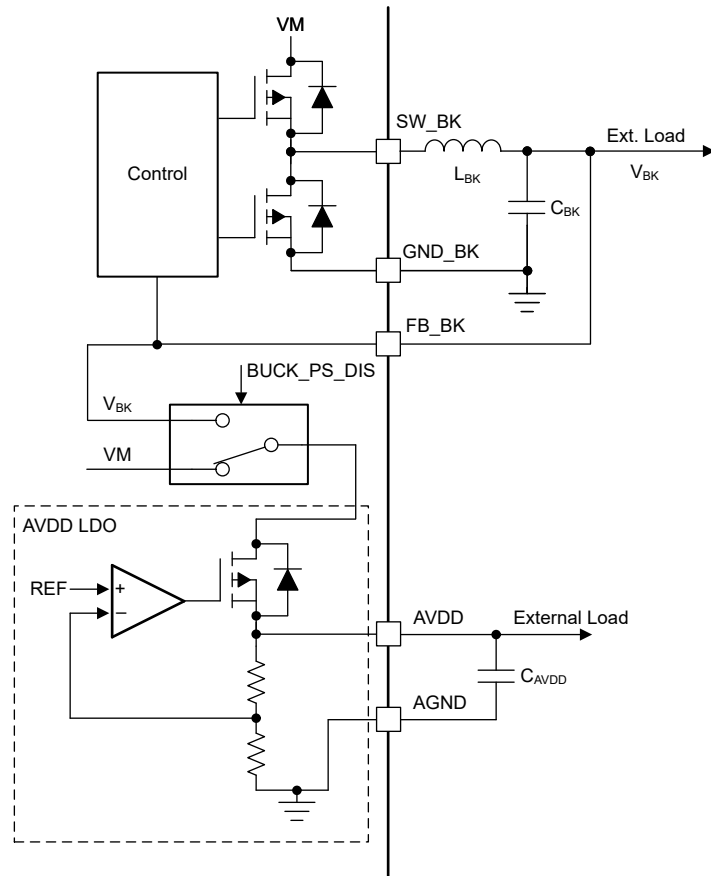 VM
SW_BK
Ext. Load
Control
L_BK
V_BK
C_BK
GND_BK
FB_BK
BUCK_PS_DIS
V_BK
VM
AVDD LDO
REF
+
−
AVDD
External Load
C_AVDD
AGND